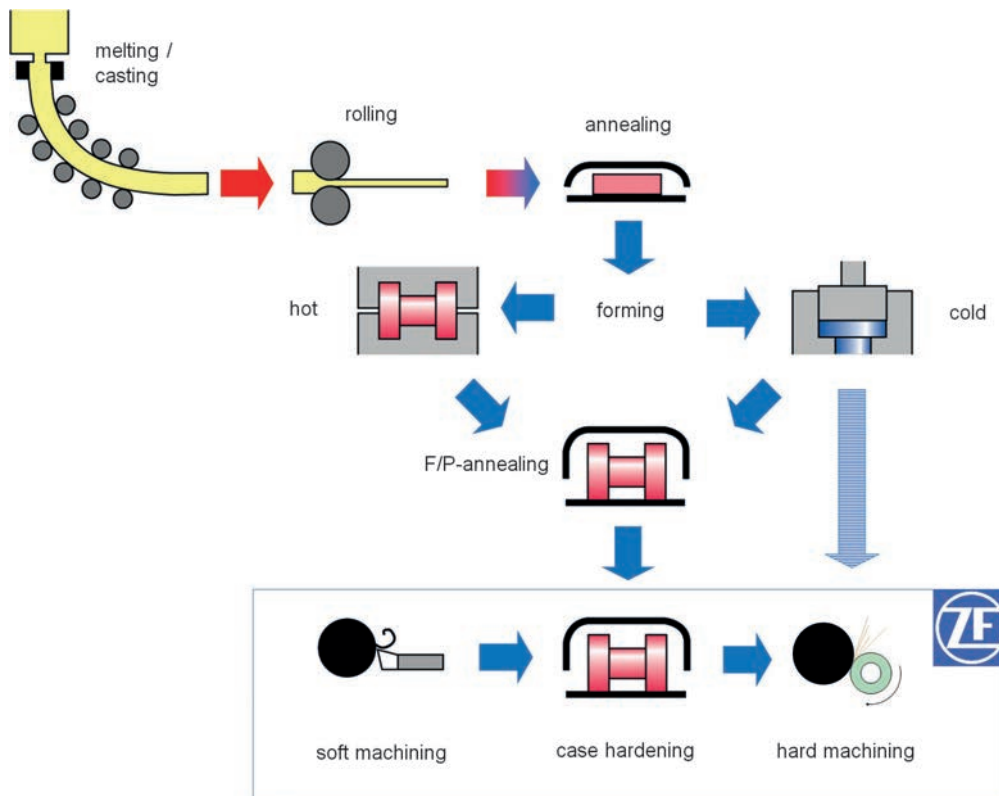 melting /
casting
rolling
annealing
hot
forming
cold
F/P-annealing
ZF
soft machining
case hardening
hard machining